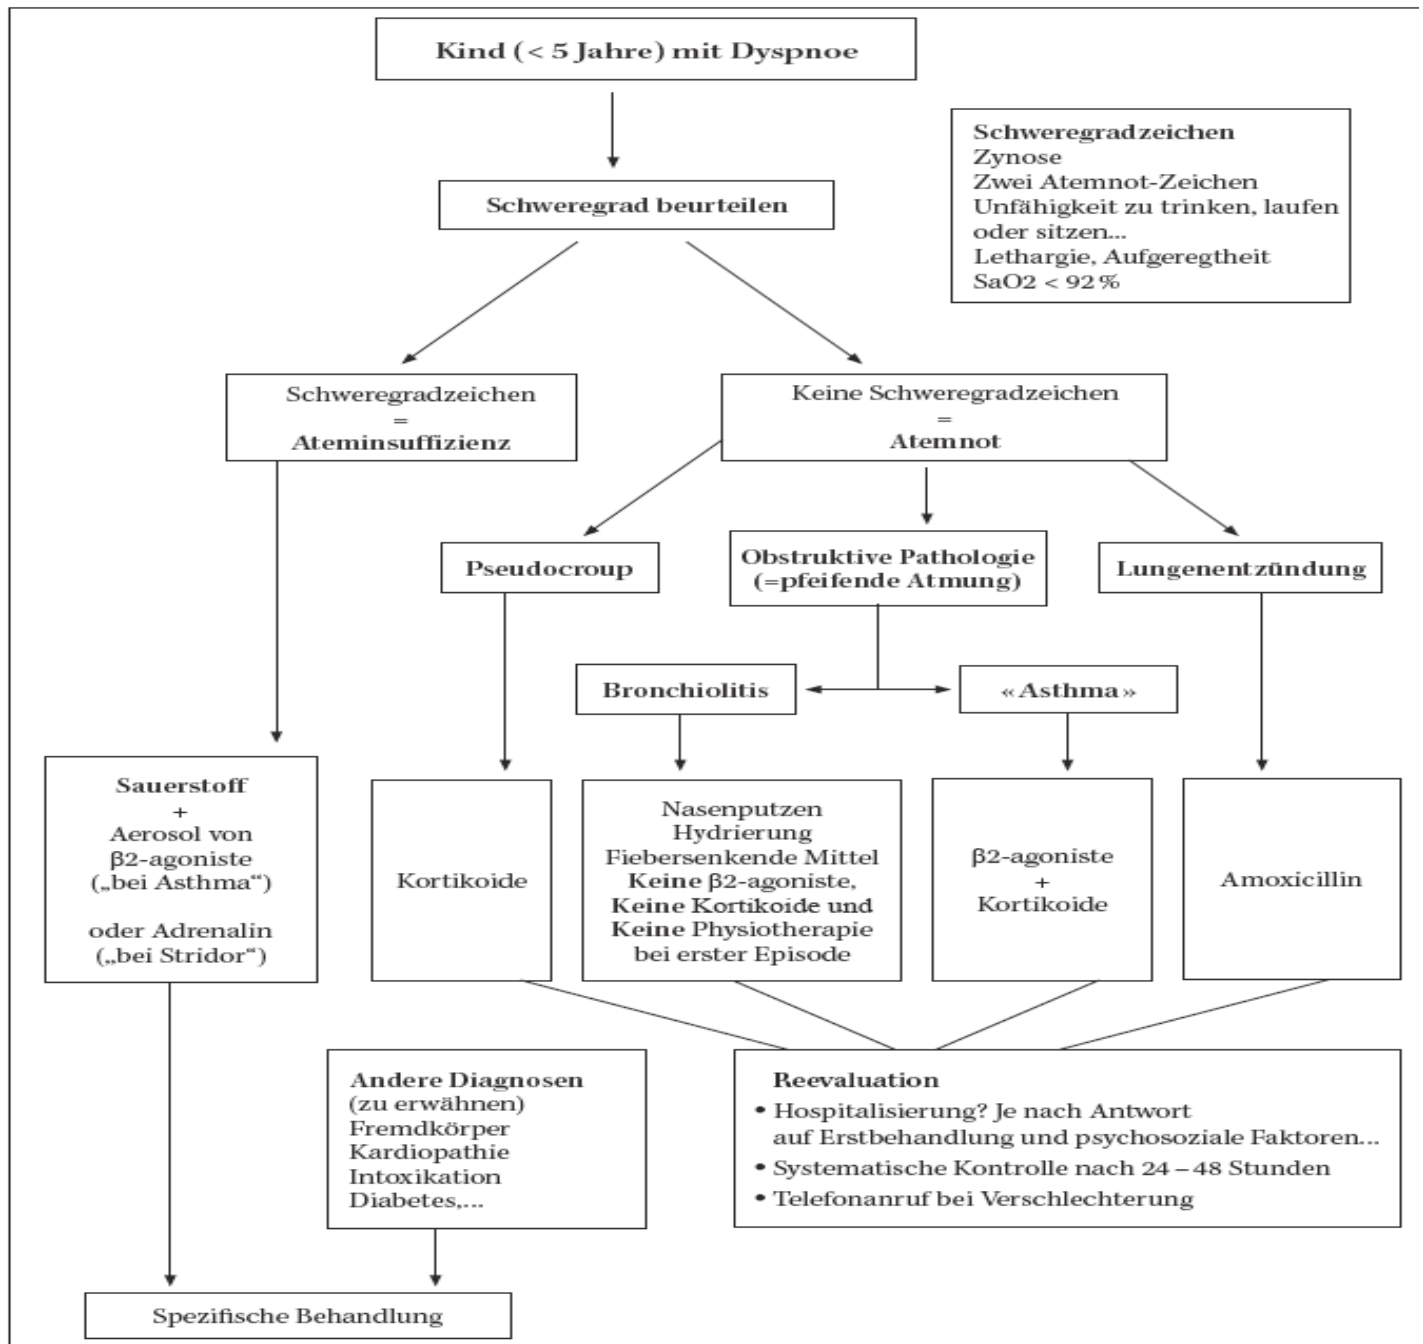 Kind (< 5 Jahre) mit Dyspnoe
Schweregradzeichen
Zynose
Zwei Atemnot-Zeichen
Unfähigkeit zu trinken, laufen
oder sitzen...
Lethargie, Aufgeregtheit
SaO2 < 92 %
Schweregrad beurteilen
Schweregradzeichen
=
Ateminsuffizienz
Keine Schweregradzeichen
=
Atemnot
Pseudocroup
Obstruktive Pathologie
(=pfeifende Atmung)
Lungenentzündung
Bronchiolitis
«Asthma»
Sauerstoff
+
Aerosol von
β2-agoniste
(„bei Asthma“)
oder Adrenalin
(„bei Stridor“)
Kortikoide
Nasenputzen
Hydrierung
Fiebersenkende Mittel
Keine β2-agoniste,
Keine Kortikoide und
Keine Physiotherapie
bei erster Episode
β2-agoniste
+
Kortikoide
Amoxicillin
Andere Diagnosen
(zu erwähnen)
Fremdkörper
Kardiopathie
Intoxikation
Diabetes,...
Reevaluation
• Hospitalisierung? Je nach Antwort
auf Erstbehandlung und psychosoziale Faktoren...
• Systematische Kontrolle nach 24 – 48 Stunden
• Telefonanruf bei Verschlechterung
Spezifische Behandlung